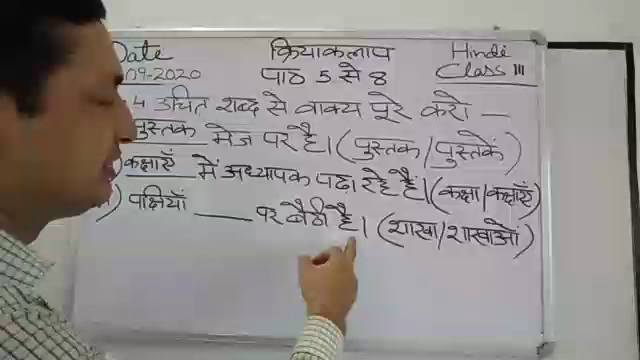 Date क्रियाकलाप Hindi
09-2020 पाठ 5 से 8 Class III
4 उचित शब्द से वाक्य पूरे करो —
पुस्तक मेज पर है। (पुस्तक/पुस्तकें)
कक्षाएँ में अध्यापक पढ़ा रहे हैं। (कक्षा/कक्षाएँ)
) पक्षियाँ ____ पर बैठी है। (शाखा/शाखाओं)